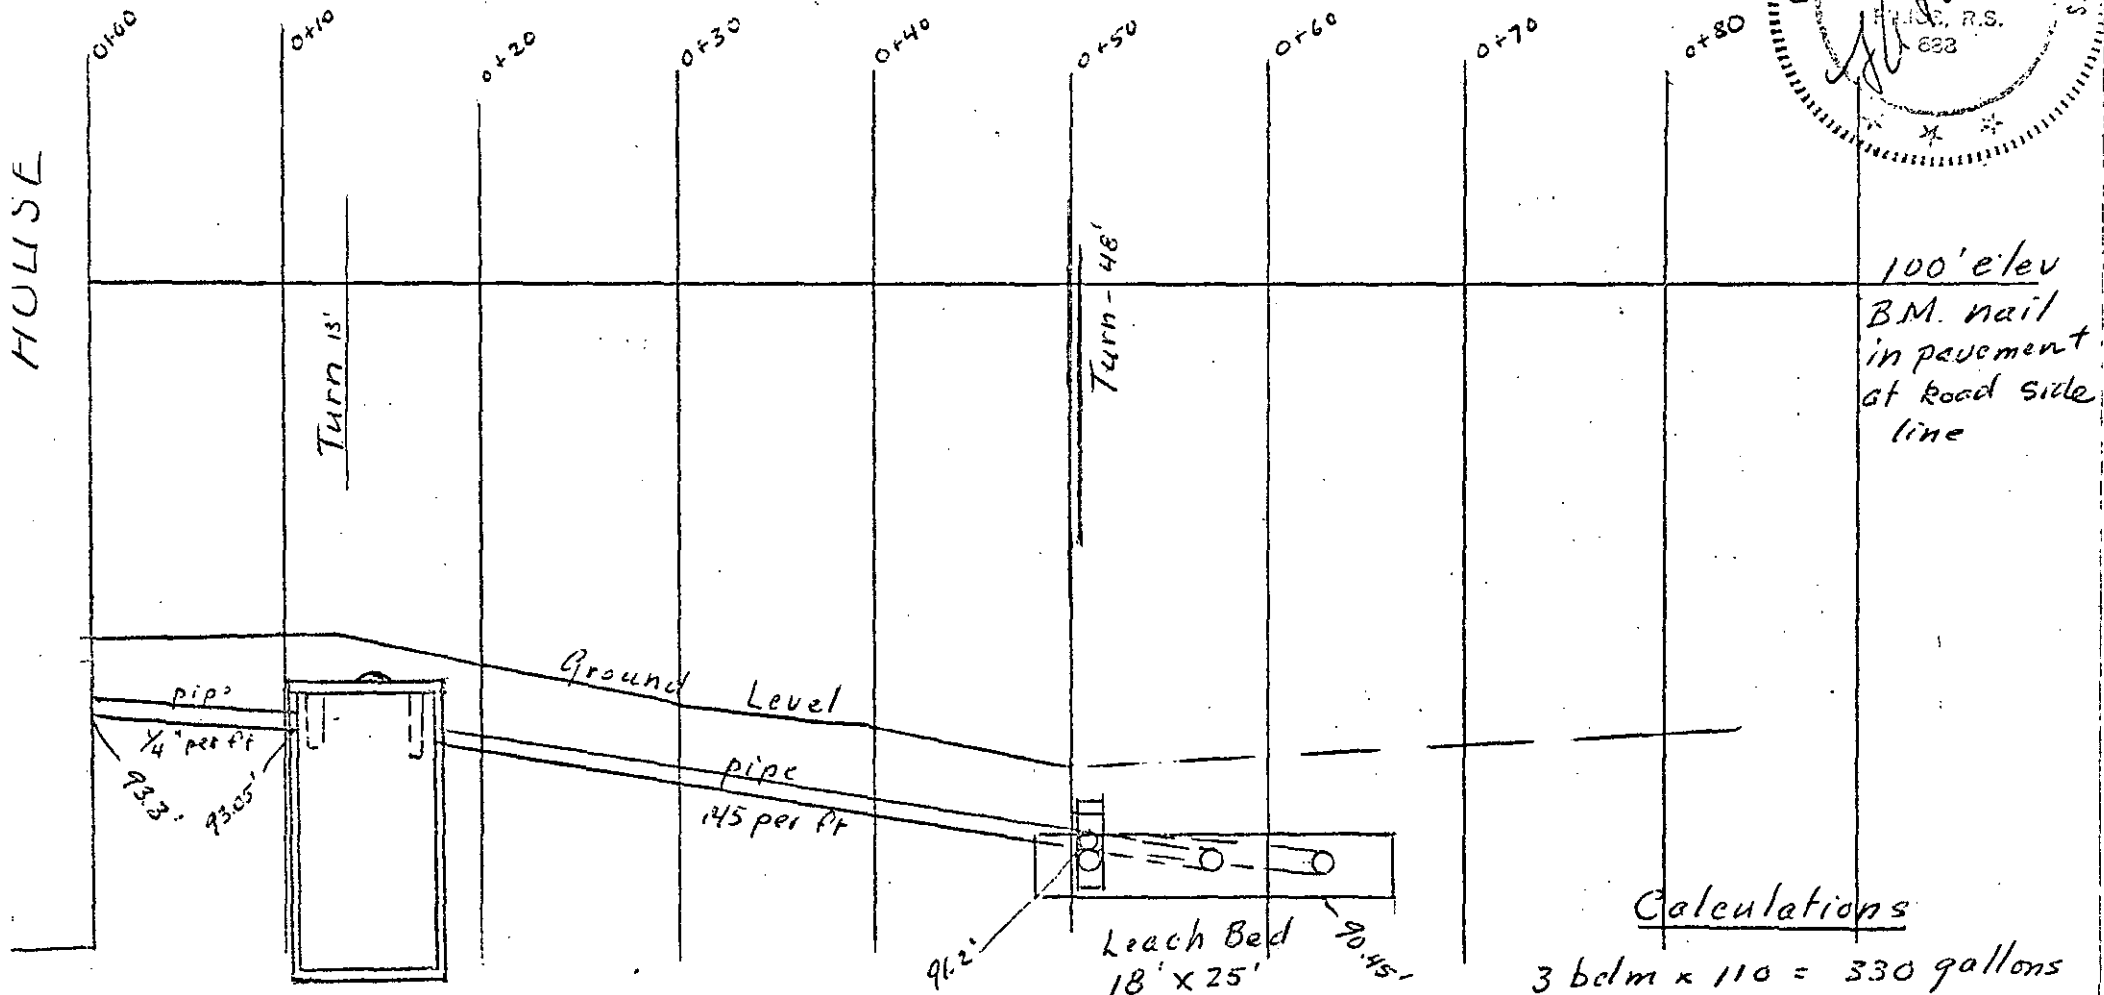 0+00
0+10
0+20
0+30
0+40
0+50
0+60
0+70
0+80
R.S.
HOUSE
Turn 13'
Turn - 48'
100' elev
B.M. nail
in pavement
at Road side
line
Ground Level
pipe
1/4" per ft
93.3'
93.05'
pipe
.045 per ft
91.2'
Leach Bed
18' x 25'
90.45'
Calculations
3 bdrm x 110 = 330 gallons